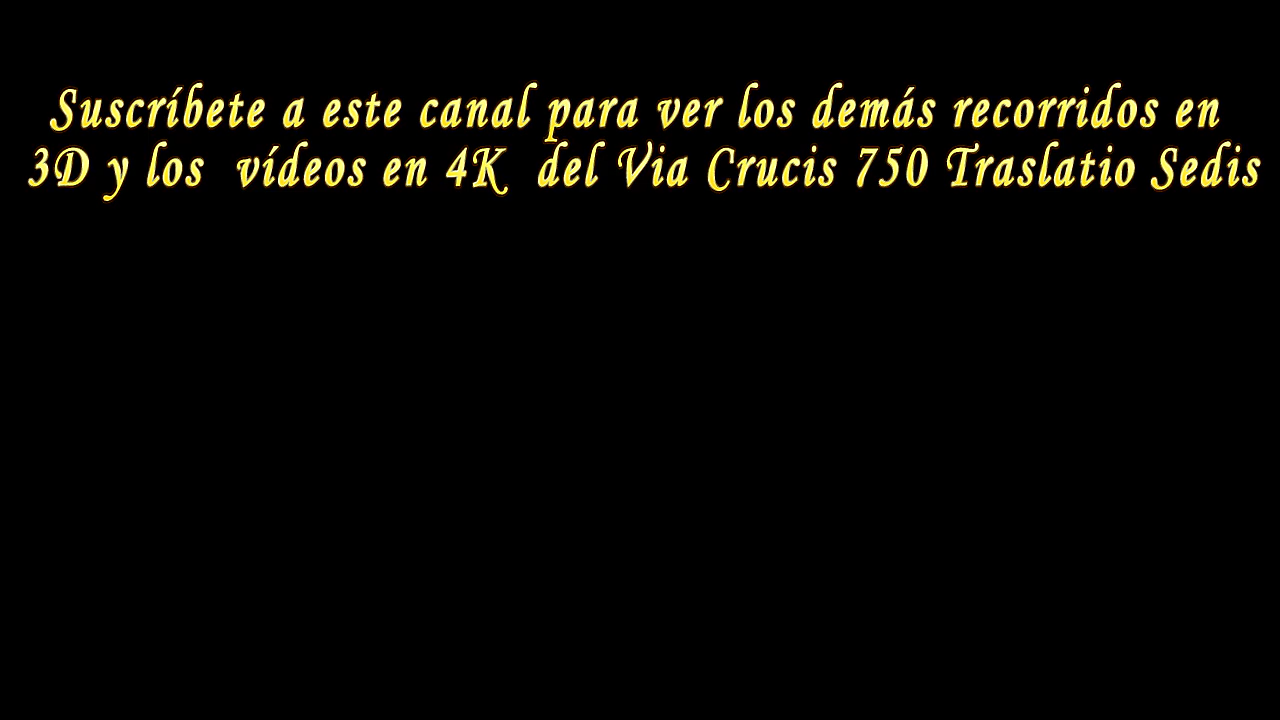 Suscríbete a este canal para ver los demás recorridos en
3D y los vídeos en 4K del Via Crucis 750 Traslatio Sedis